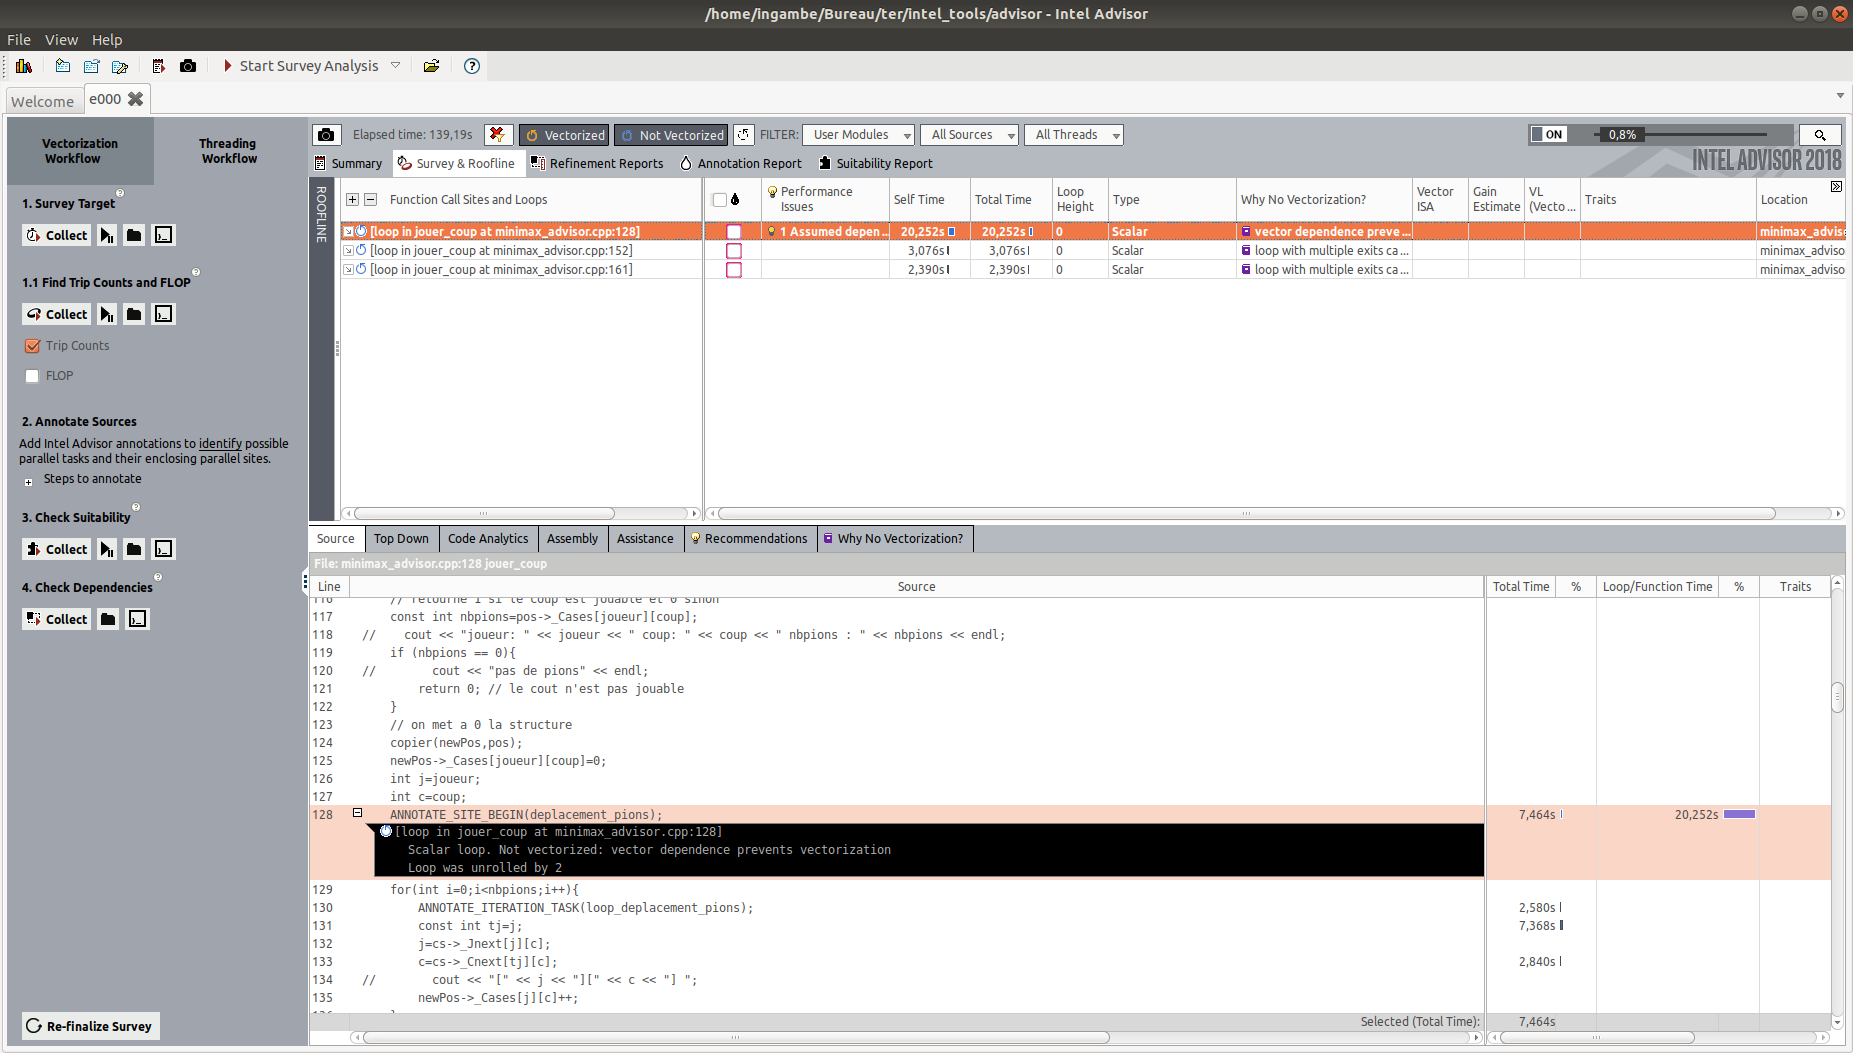 /home/ingambe/Bureau/ter/intel_tools/advisor - Intel Advisor
File View Help
Start Survey Analysis
Welcome e000
Vectorization Workflow
Threading Workflow
1. Survey Target
Collect
1.1 Find Trip Counts and FLOP
Collect
Trip Counts
FLOP
2. Annotate Sources
Add Intel Advisor annotations to identify possible
parallel tasks and their enclosing parallel sites.
Steps to annotate
3. Check Suitability
Collect
4. Check Dependencies
Collect
Re-finalize Survey
Elapsed time: 139,19s Vectorized Not Vectorized FILTER: User Modules All Sources All Threads ON 0,8%
Summary Survey & Roofline Refinement Reports Annotation Report Suitability Report INTEL ADVISOR 2018
ROOFLINE
Function Call Sites and Loops Performance Issues Self Time Total Time Loop Height Type Why No Vectorization? Vector ISA Gain Estimate VL (Vecto ... Traits Location
[loop in jouer_coup at minimax_advisor.cpp:128] 1 Assumed depen ... 20,252s 20,252s 0 Scalar vector dependence preve ... minimax_advise
[loop in jouer_coup at minimax_advisor.cpp:152] 3,076s 3,076s 0 Scalar loop with multiple exits ca ... minimax_adviso
[loop in jouer_coup at minimax_advisor.cpp:161] 2,390s 2,390s 0 Scalar loop with multiple exits ca ... minimax_adviso
Source Top Down Code Analytics Assembly Assistance Recommendations Why No Vectorization?
File: minimax_advisor.cpp:128 jouer_coup
Line Source Total Time % Loop/Function Time % Traits
116 // retourne 1 si le coup est jouable et 0 sinon
117 const int nbpions=pos->_Cases[joueur][coup];
118 // cout << "joueur: " << joueur << " coup: " << coup << " nbpions : " << nbpions << endl;
119 if (nbpions == 0){
120 // cout << "pas de pions" << endl;
121 return 0; // le cout n'est pas jouable
122 }
123 // on met a 0 la structure
124 copier(newPos,pos);
125 newPos->_Cases[joueur][coup]=0;
126 int j=joueur;
127 int c=coup;
128 ANNOTATE_SITE_BEGIN(deplacement_pions); 7,464s 20,252s
[loop in jouer_coup at minimax_advisor.cpp:128]
Scalar loop. Not vectorized: vector dependence prevents vectorization
Loop was unrolled by 2
129 for(int i=0;i<nbpions;i++){
130 ANNOTATE_ITERATION_TASK(loop_deplacement_pions); 2,580s
131 const int tj=j; 7,368s
132 j=cs->_Jnext[j][c];
133 c=cs->_Cnext[tj][c]; 2,840s
134 // cout << "[" << j << "][" << c << "] ";
135 newPos->_Cases[j][c]++;
Selected (Total Time): 7,464s